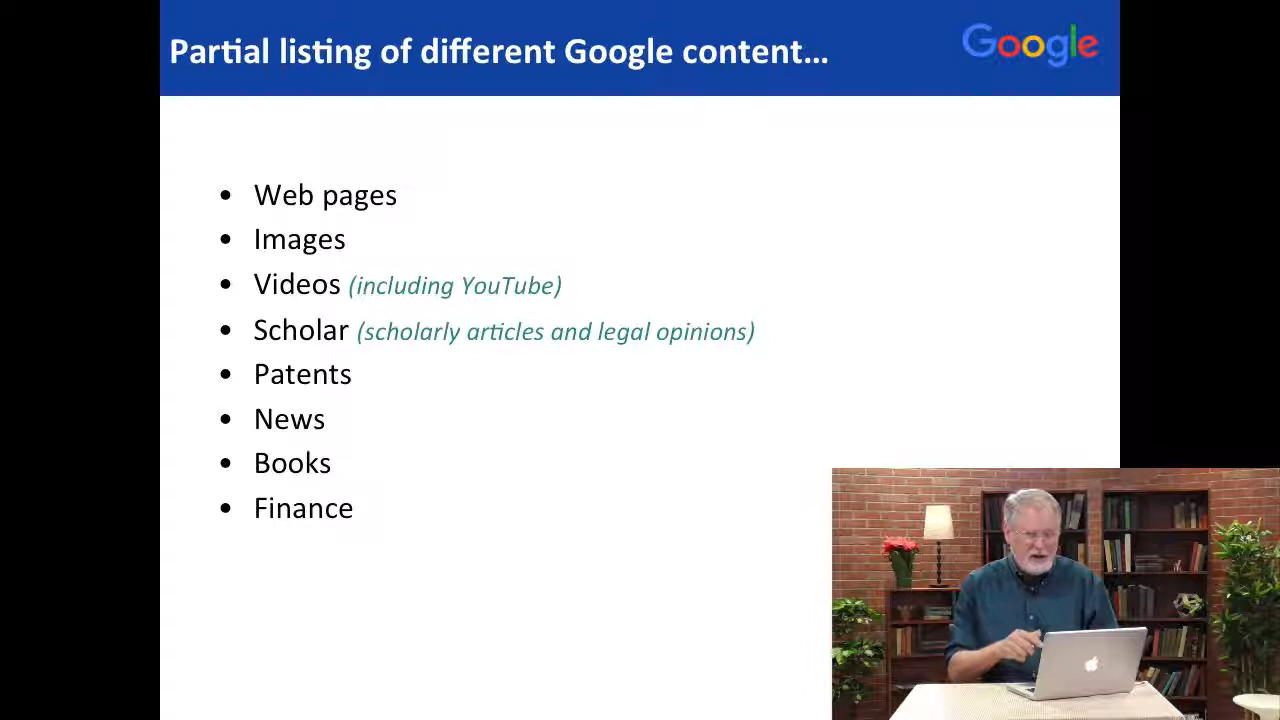 Partial listing of different Google content…
Google
• Web pages
• Images
• Videos (including YouTube)
• Scholar (scholarly articles and legal opinions)
• Patents
• News
• Books
• Finance